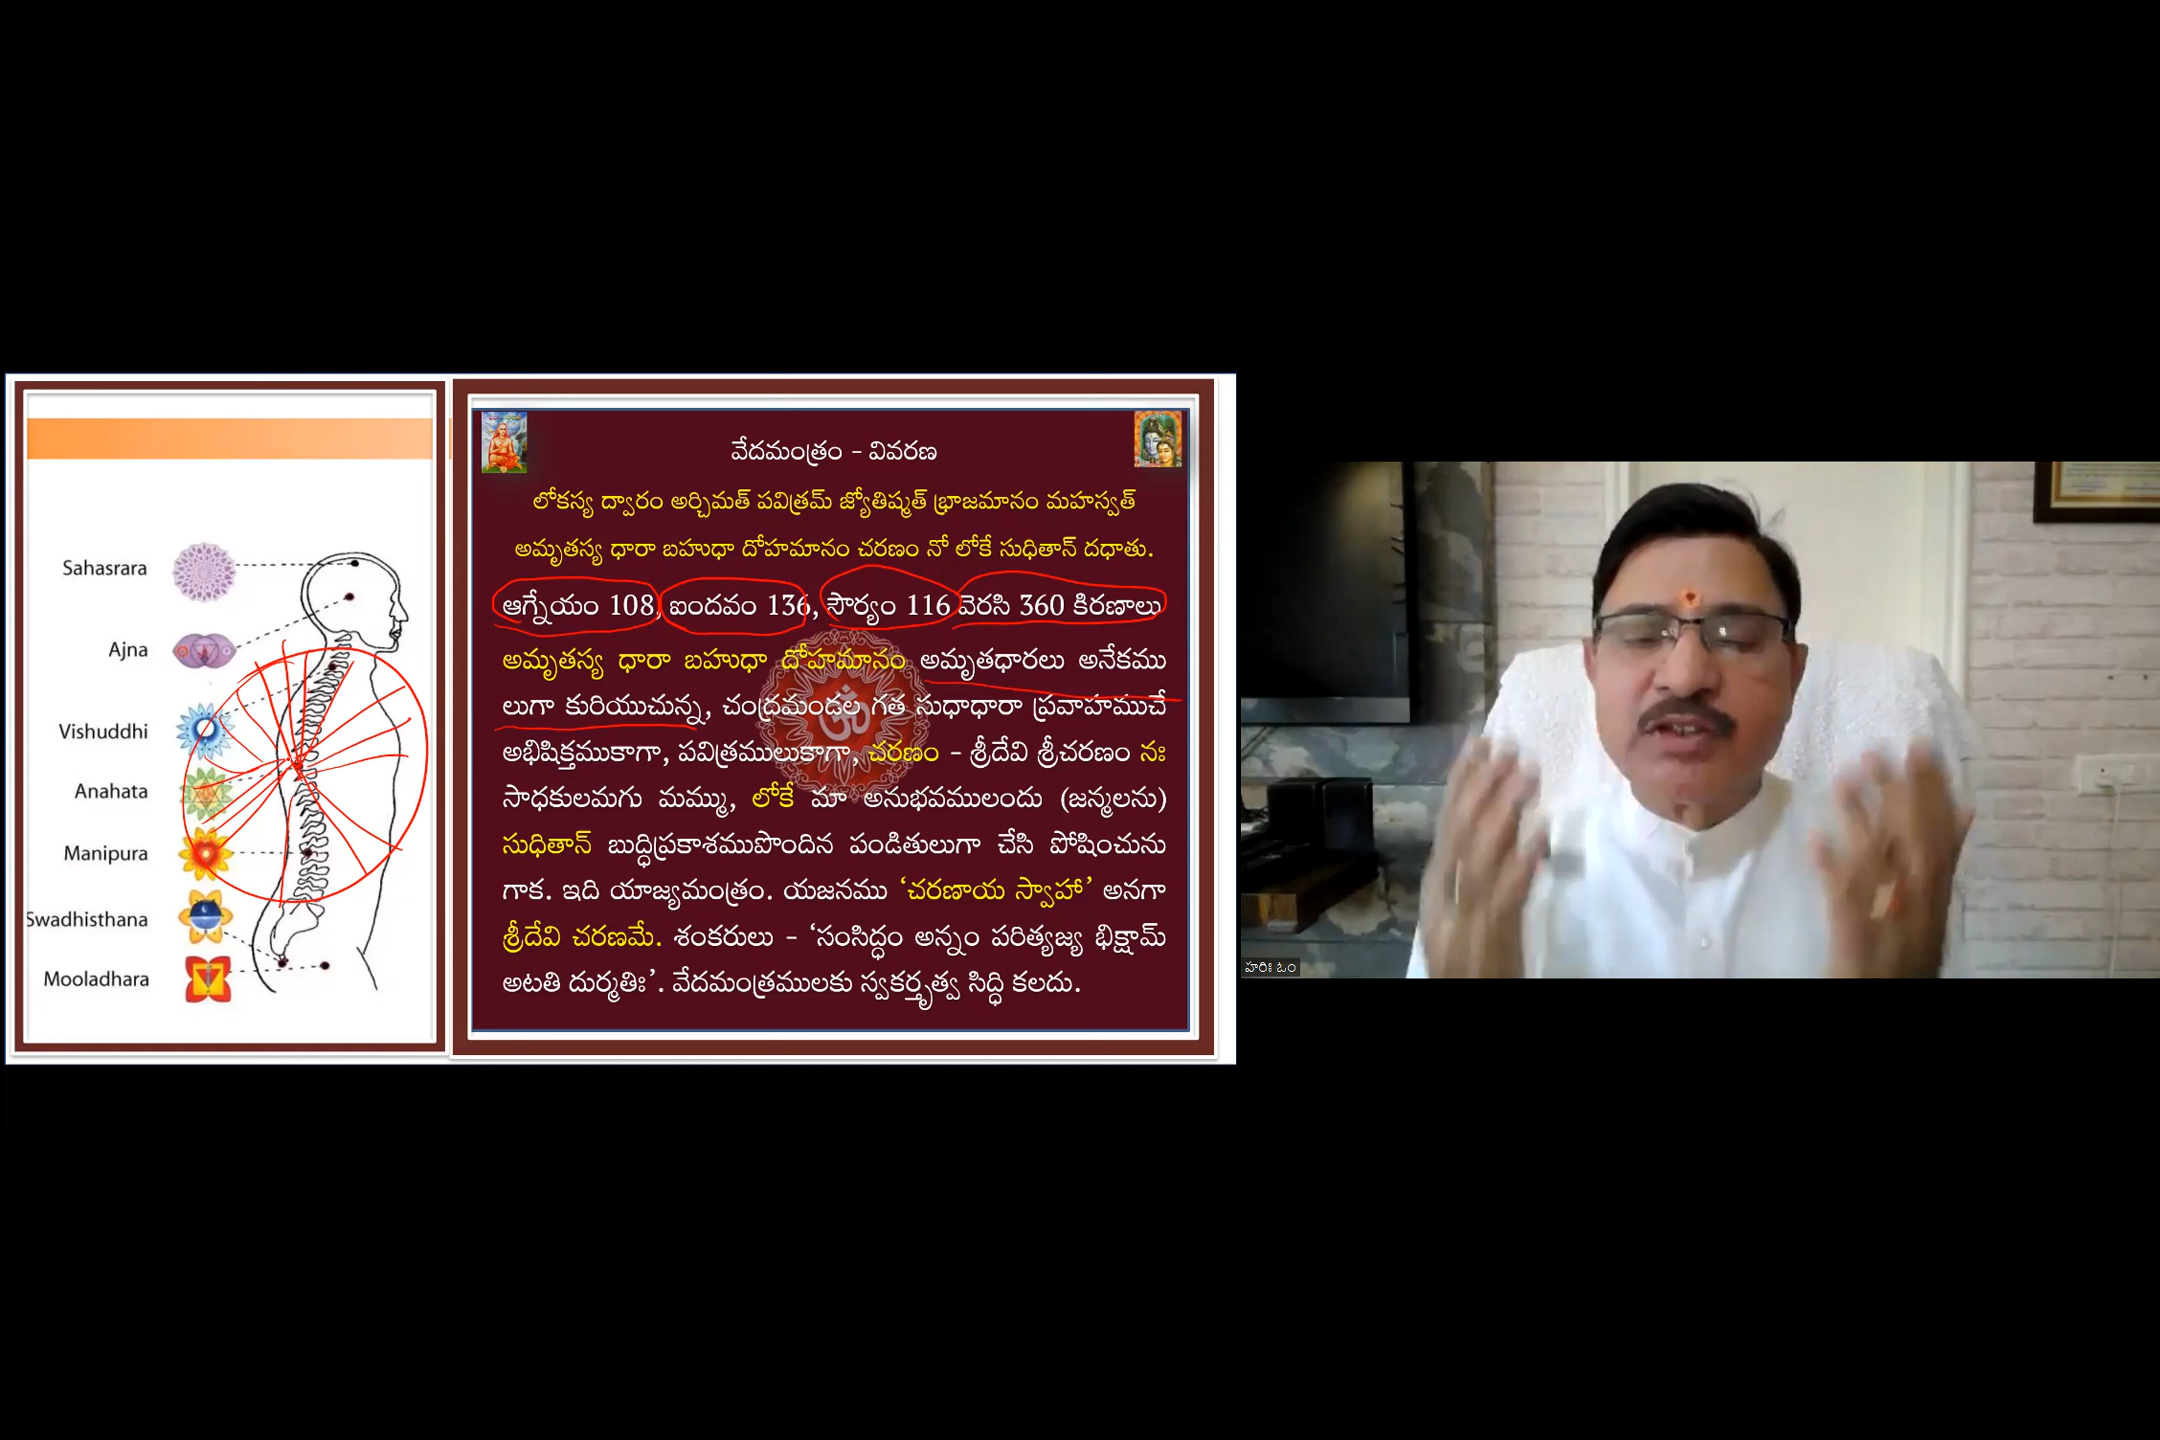 Sahasrara
Ajna
Vishuddhi
Anahata
Manipura
Swadhisthana
Mooladhara
వేదమంత్రం - వివరణ
లోకస్య ద్వారం అర్చిమత్ పవిత్రమ్ జ్యోతిష్మత్ భ్రాజమానం మహస్వత్
అమృతస్య ధారా బహుధా దోహమానం చరణం నో లోకే సుధితాన్ దధాతు.
ఆగ్నేయం 108, ఐందవం 136, సౌర్యం 116 వెరసి 360 కిరణాలు
అమృతస్య ధారా బహుధా దోహమానం అమృతధారలు అనేకము
లుగా కురియుచున్న, చంద్రమండల గత సుధాధారా ప్రవాహముచే
అభిషిక్తముకాగా, పవిత్రములుకాగా, చరణం - శ్రీదేవి శ్రీచరణం నః
సాధకులమగు మమ్ము, లోకే మా అనుభవములందు (జన్మలను)
సుధితాన్ బుద్ధిప్రకాశముపొందిన పండితులుగా చేసి పోషించును
గాక. ఇది యాజ్యమంత్రం. యజనము ‘చరణాయ స్వాహా’ అనగా
శ్రీదేవి చరణమే. శంకరులు - ‘సంసిద్ధం అన్నం పరిత్యజ్య భిక్షామ్
అటతి దుర్మతిః’. వేదమంత్రములకు స్వకర్తృత్వ సిద్ధి కలదు.
ॐ
హరిః ఓం